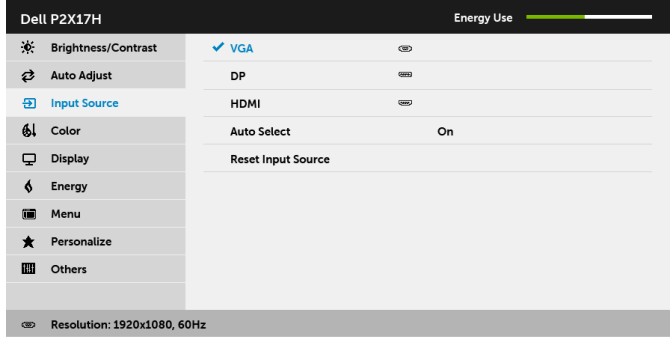 Dell P2X17H
Energy Use
Brightness/Contrast
VGA
Auto Adjust
DP
Input Source
HDMI
Color
Auto Select On
Display
Reset Input Source
Energy
Menu
Personalize
Others
Resolution: 1920x1080, 60Hz